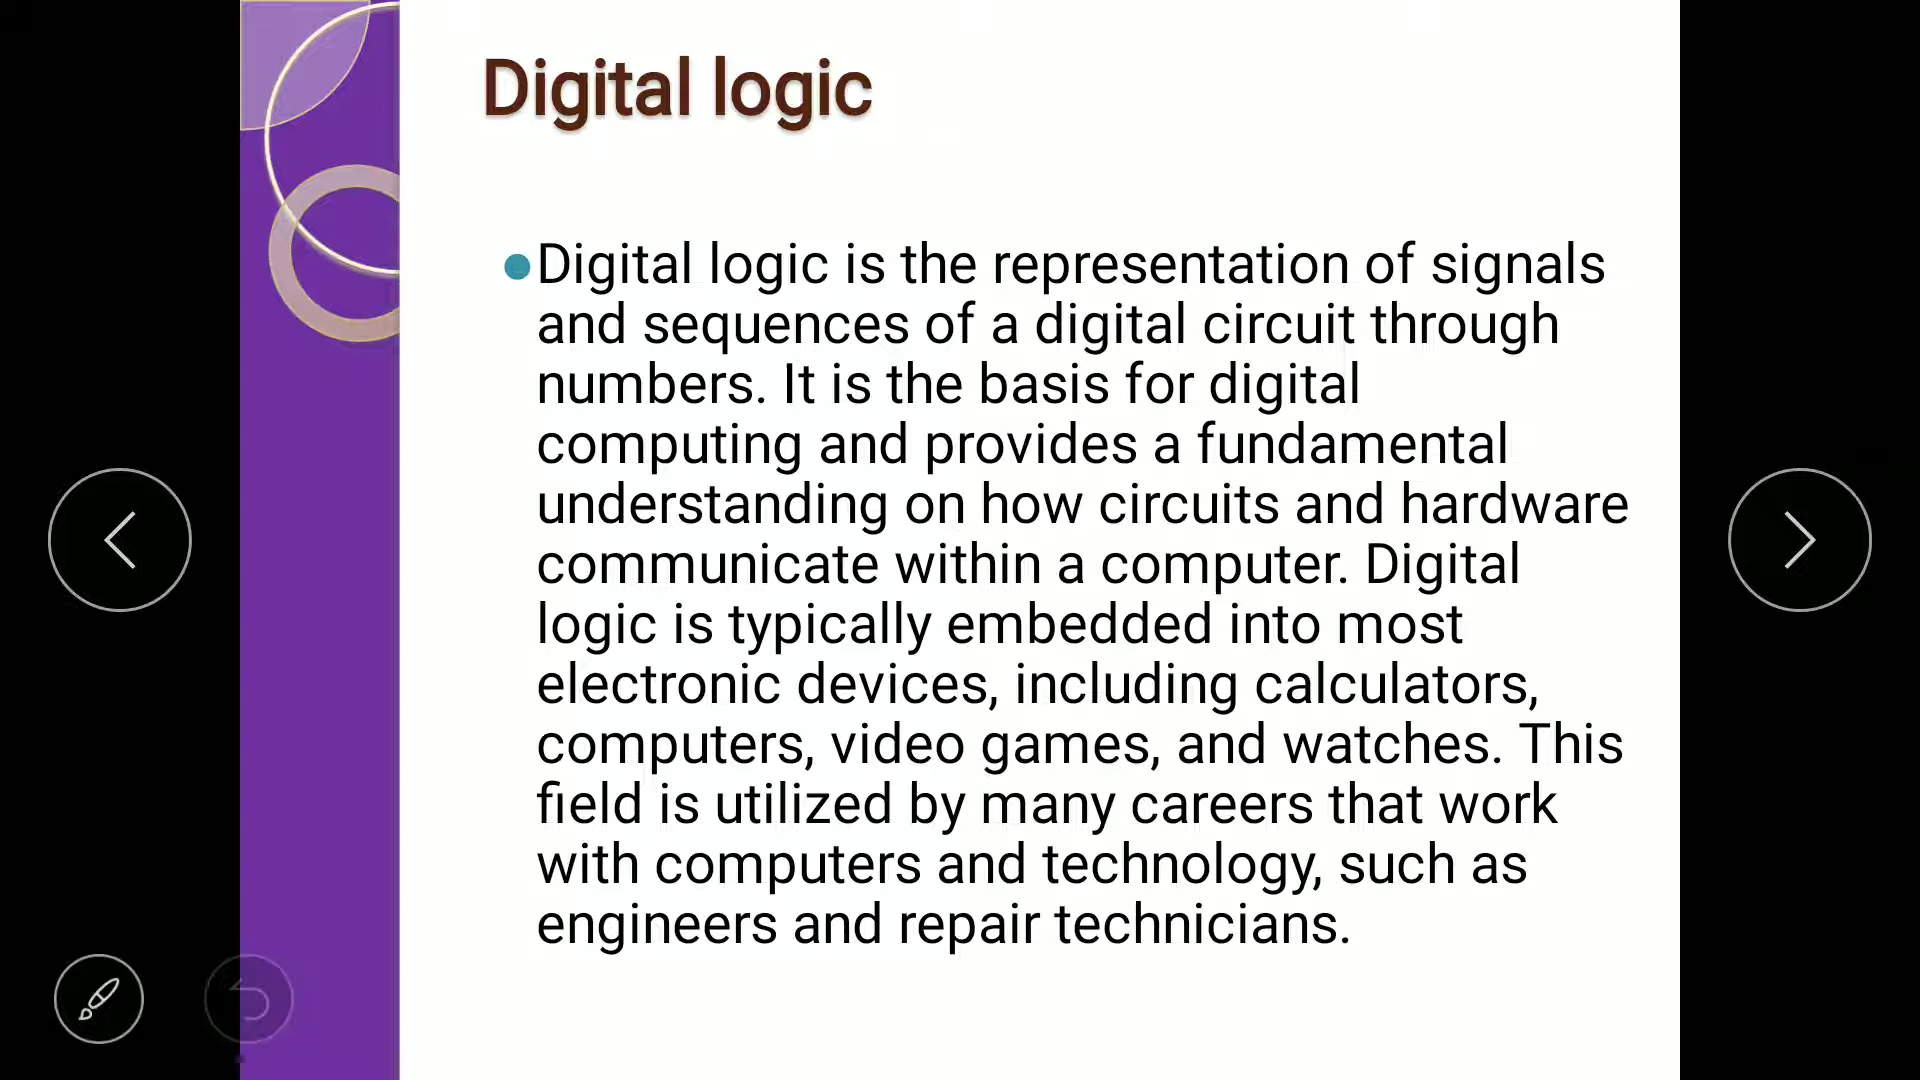 Digital logic
Digital logic is the representation of signals
and sequences of a digital circuit through
numbers. It is the basis for digital
computing and provides a fundamental
understanding on how circuits and hardware
communicate within a computer. Digital
logic is typically embedded into most
electronic devices, including calculators,
computers, video games, and watches. This
field is utilized by many careers that work
with computers and technology, such as
engineers and repair technicians.